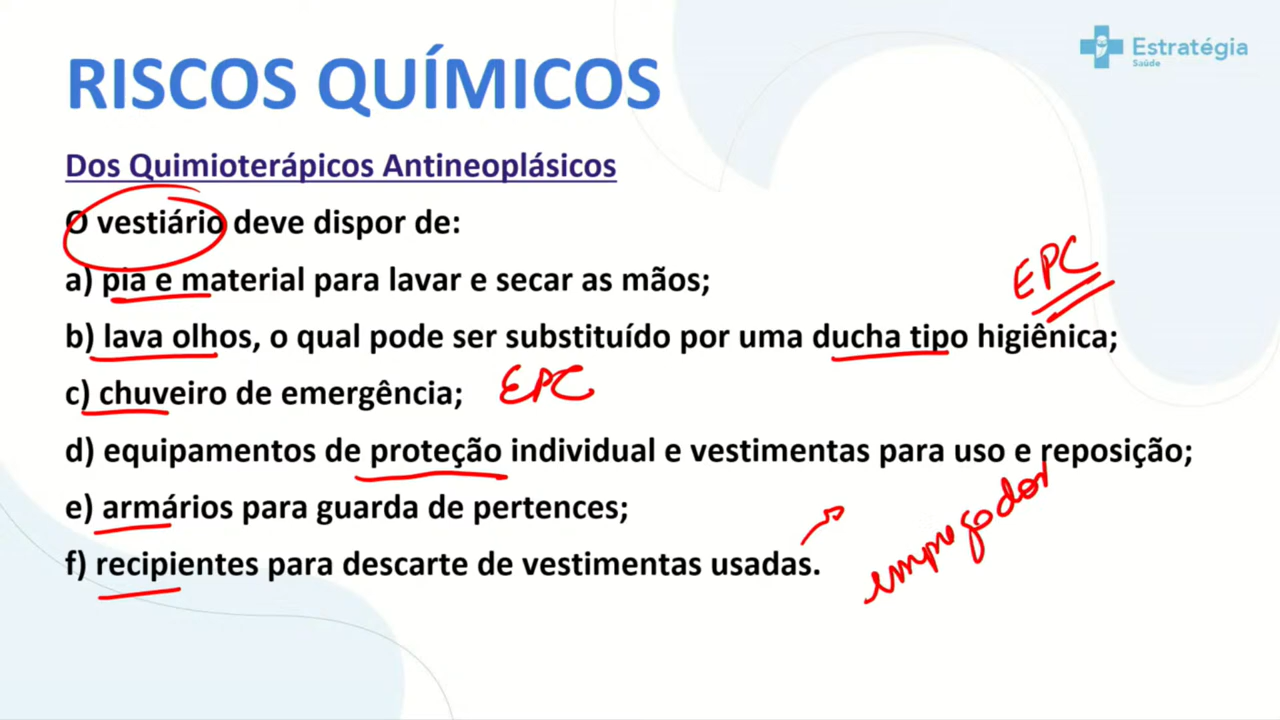 Estratégia
Saúde
RISCOS QUÍMICOS
Dos Quimioterápicos Antineoplásicos
O vestiário deve dispor de:
a) pia e material para lavar e secar as mãos;
EPC
b) lava olhos, o qual pode ser substituído por uma ducha tipo higiênica;
c) chuveiro de emergência; EPC
d) equipamentos de proteção individual e vestimentas para uso e reposição;
e) armários para guarda de pertences;
empregador
f) recipientes para descarte de vestimentas usadas.